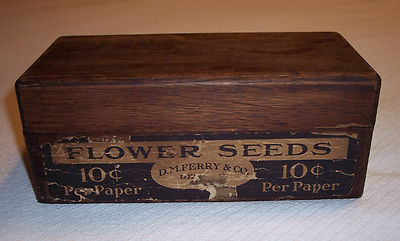 FLOWER SEEDS
10¢ D.M.FERRY & CO. 10¢
Per Paper Per Paper